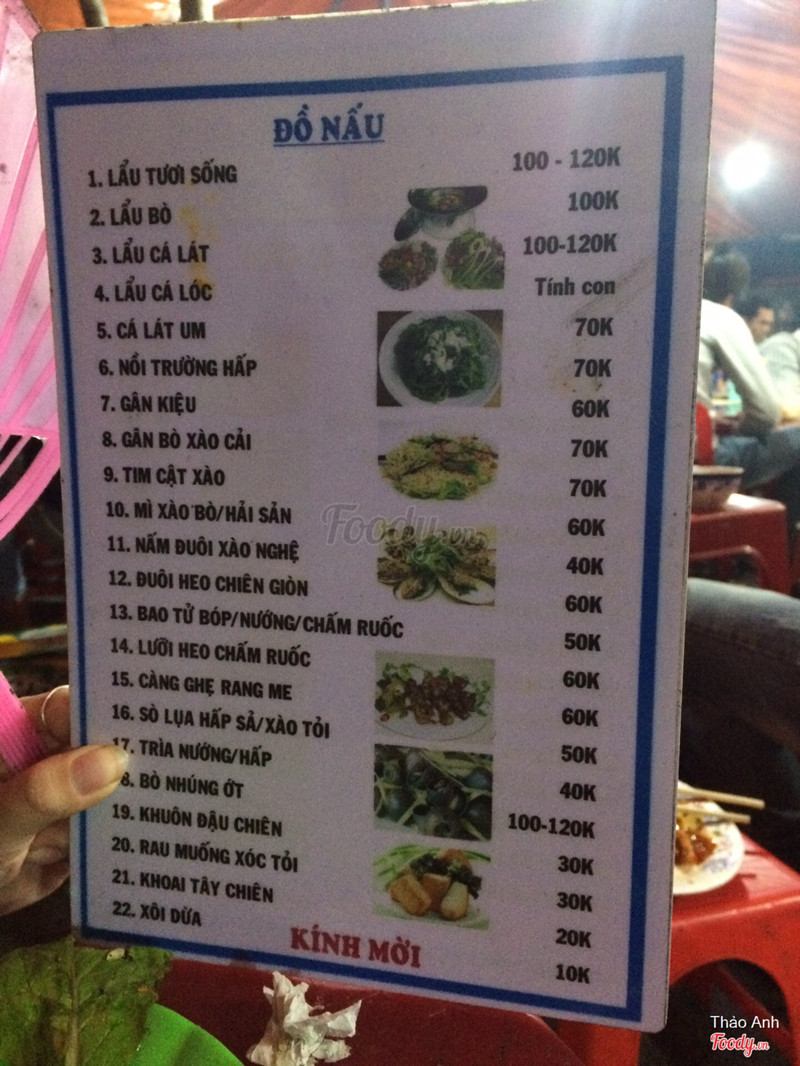 ĐỒ NẤU
1. LẨU TƯƠI SỐNG 100 - 120K
2. LẨU BÒ 100K
3. LẨU CÁ LÁT 100-120K
4. LẨU CÁ LÓC Tính con
5. CÁ LÁT UM 70K
6. NỒI TRƯỜNG HẤP 70K
7. GÂN KIỆU 60K
8. GÂN BÒ XÀO CẢI 70K
9. TIM CẬT XÀO 70K
10. MÌ XÀO BÒ/HẢI SẢN 60K
11. NẤM ĐUÔI XÀO NGHỆ 40K
12. ĐUÔI HEO CHIÊN GIÒN 60K
13. BAO TỬ BÓP/NƯỚNG/CHẤM RUỐC 50K
14. LƯỠI HEO CHẤM RUỐC 60K
15. CÀNG GHẸ RANG ME 60K
16. SÒ LỤA HẤP SẢ/XÀO TỎI 50K
17. TRÌA NƯỚNG/HẤP 40K
8. BÒ NHÚNG ỚT 100-120K
19. KHUÔN ĐẬU CHIÊN 30K
20. RAU MUỐNG XÓC TỎI 30K
21. KHOAI TÂY CHIÊN 20K
22. XÔI DỪA 10K
KÍNH MỜI
Foody.vn
Thảo Anh
Foody.vn